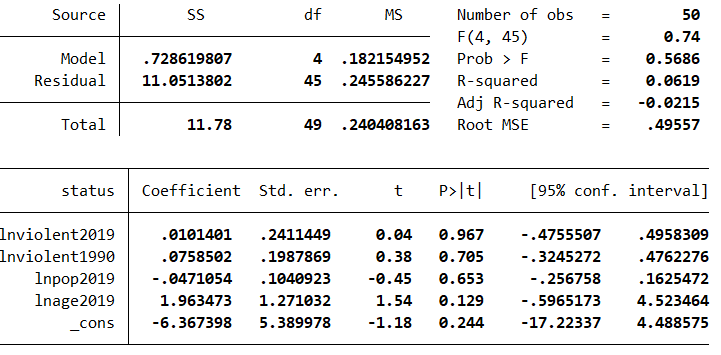 Source SS df MS Number of obs = 50
F(4, 45) = 0.74
Model .728619807 4 .182154952 Prob > F = 0.5686
Residual 11.0513802 45 .245586227 R-squared = 0.0619
Adj R-squared = -0.0215
Total 11.78 49 .240408163 Root MSE = .49557
status Coefficient Std. err. t P>|t| [95% conf. interval]
lnviolent2019 .0101401 .2411449 0.04 0.967 -.4755507 .4958309
lnviolent1990 .0758502 .1987869 0.38 0.705 -.3245272 .4762276
lnpop2019 -.0471054 .1040923 -0.45 0.653 -.256758 .1625472
lnage2019 1.963473 1.271032 1.54 0.129 -.5965173 4.523464
_cons -6.367398 5.389978 -1.18 0.244 -17.22337 4.488575